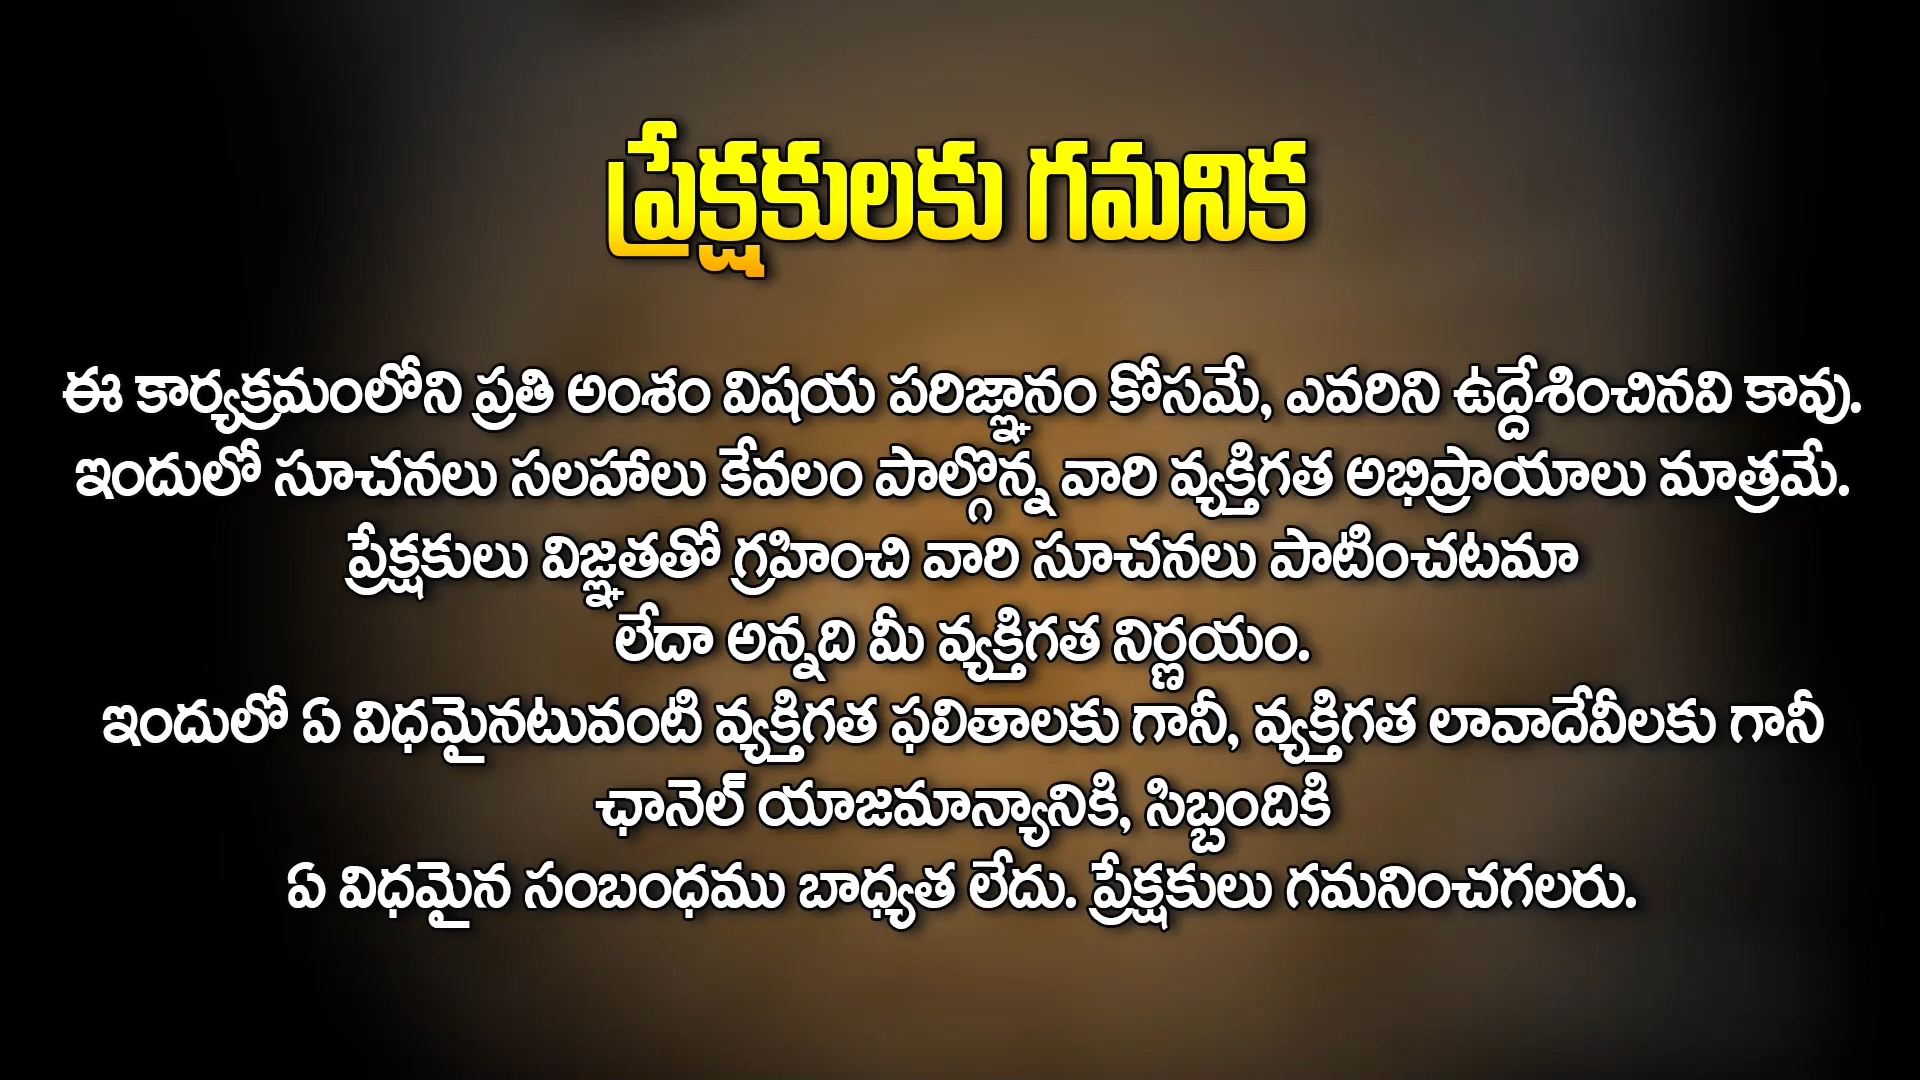 ప్రేక్షకులకు గమనిక
ఈ కార్యక్రమంలోని ప్రతి అంశం విషయ పరిజ్ఞానం కోసమే, ఎవరిని ఉద్దేశించినవి కావు.
ఇందులో సూచనలు సలహాలు కేవలం పాల్గొన్న వారి వ్యక్తిగత అభిప్రాయాలు మాత్రమే.
ప్రేక్షకులు విజ్ఞతతో గ్రహించి వారి సూచనలు పాటించటమా
లేదా అన్నది మీ వ్యక్తిగత నిర్ణయం.
ఇందులో ఏ విధమైనటువంటి వ్యక్తిగత ఫలితాలకు గానీ, వ్యక్తిగత లావాదేవీలకు గానీ
ఛానెల్ యాజమాన్యానికి, సిబ్బందికి
ఏ విధమైన సంబంధము బాధ్యత లేదు. ప్రేక్షకులు గమనించగలరు.